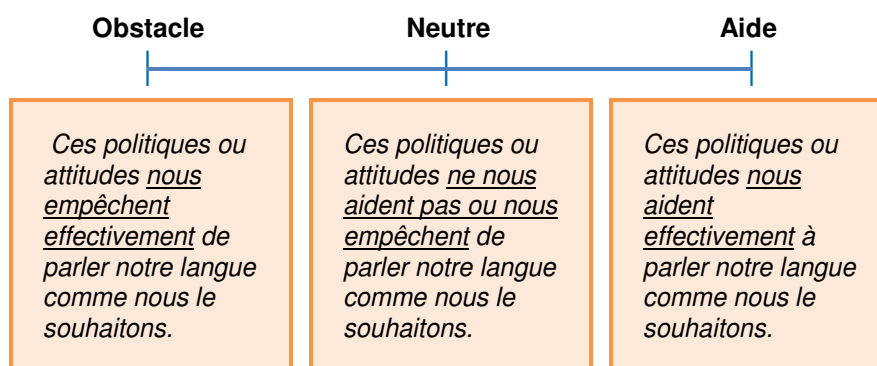 Obstacle
Neutre
Aide
Ces politiques ou
attitudes nous
empêchent
effectivement de
parler notre langue
comme nous le
souhaitons.
Ces politiques ou
attitudes ne nous
aident pas ou nous
empêchent de
parler notre langue
comme nous le
souhaitons.
Ces politiques ou
attitudes nous
aident
effectivement à
parler notre langue
comme nous le
souhaitons.